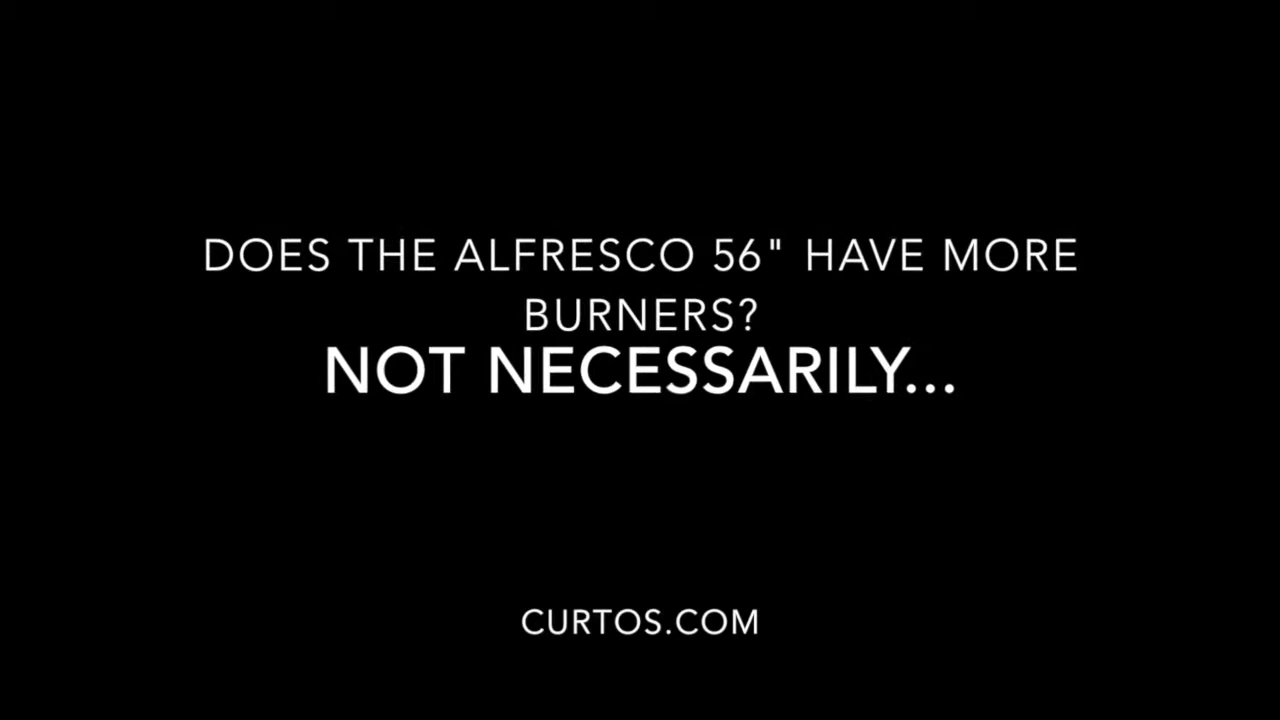 DOES THE ALFRESCO 56" HAVE MORE
BURNERS?
NOT NECESSARILY...
CURTOS.COM